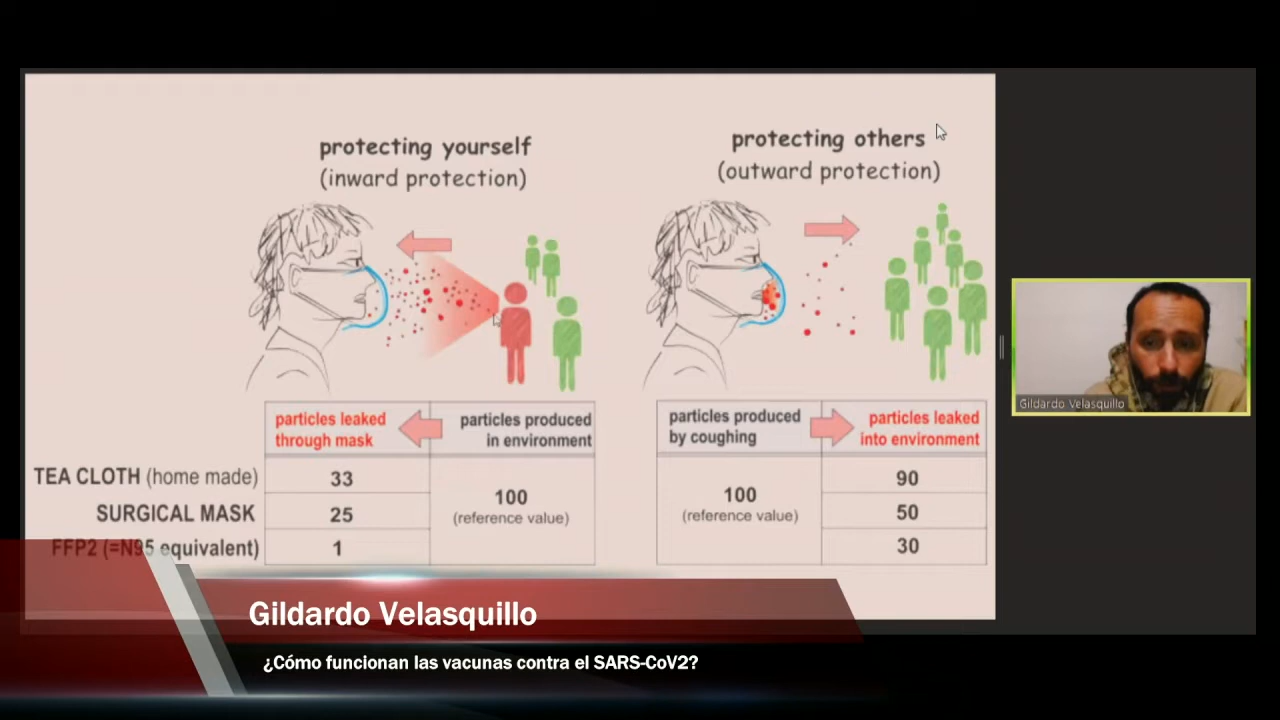 protecting yourself
(inward protection)
protecting others
(outward protection)
particles leaked
through mask
particles produced
in environment
particles produced
by coughing
particles leaked
into environment
TEA CLOTH (home made)
33
100
(reference value)
100
(reference value)
90
SURGICAL MASK
25
50
FFP2 (=N95 equivalent)
1
30
Gildardo Velasquillo
Gildardo Velasquillo
¿Cómo funcionan las vacunas contra el SARS-CoV2?